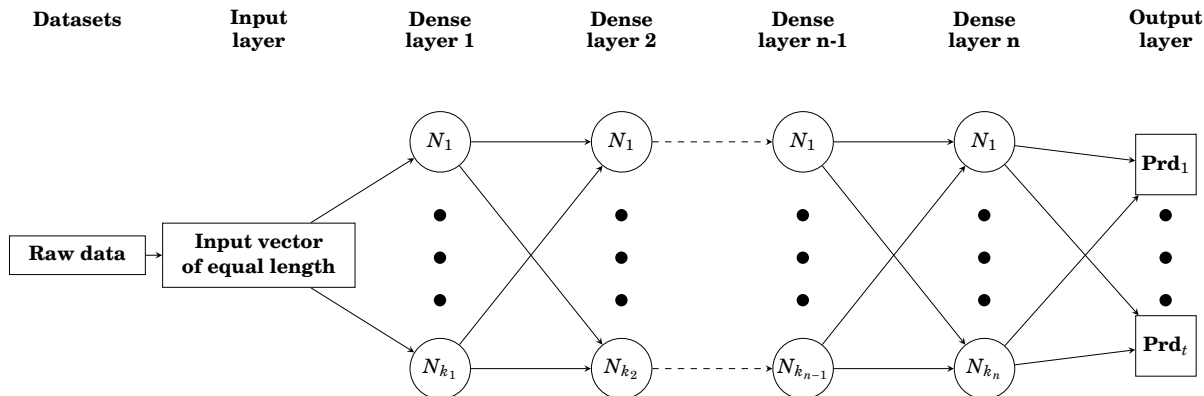 Datasets
Input
layer
Dense
layer 1
Dense
layer 2
Dense
layer n-1
Dense
layer n
Output
layer
N₁
N₁
N₁
N₁
Prd₁
Raw data
Input vector
of equal length
Prdₜ
Nₖ₁
Nₖ₂
Nₖₙ₋₁
Nₖₙ